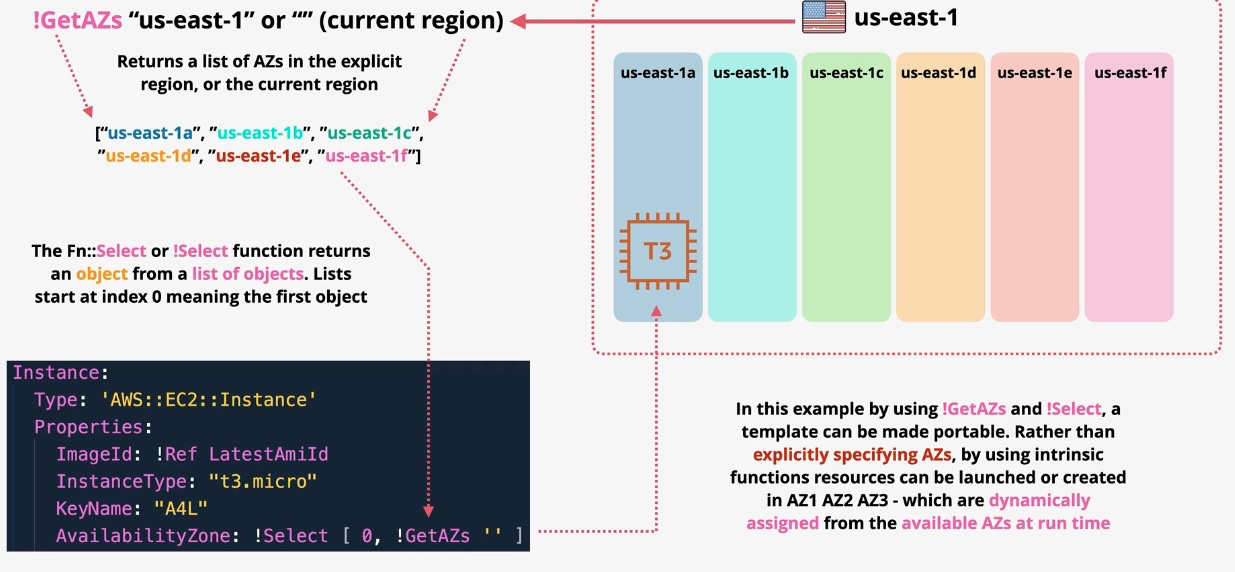 !GetAZs “us-east-1” or “” (current region)
us-east-1
Returns a list of AZs in the explicit
region, or the current region
[“us-east-1a”, ”us-east-1b”, ”us-east-1c”,
”us-east-1d”, ”us-east-1e”, ”us-east-1f“]
us-east-1a
us-east-1b
us-east-1c
us-east-1d
us-east-1e
us-east-1f
T3
The Fn::Select or !Select function returns
an object from a list of objects. Lists
start at index 0 meaning the first object
Instance:
Type: 'AWS::EC2::Instance'
Properties:
ImageId: !Ref LatestAmiId
InstanceType: "t3.micro"
KeyName: "A4L"
AvailabilityZone: !Select [ 0, !GetAZs '' ]
In this example by using !GetAZs and !Select, a
template can be made portable. Rather than
explicitly specifying AZs, by using intrinsic
functions resources can be launched or created
in AZ1 AZ2 AZ3 - which are dynamically
assigned from the available AZs at run time